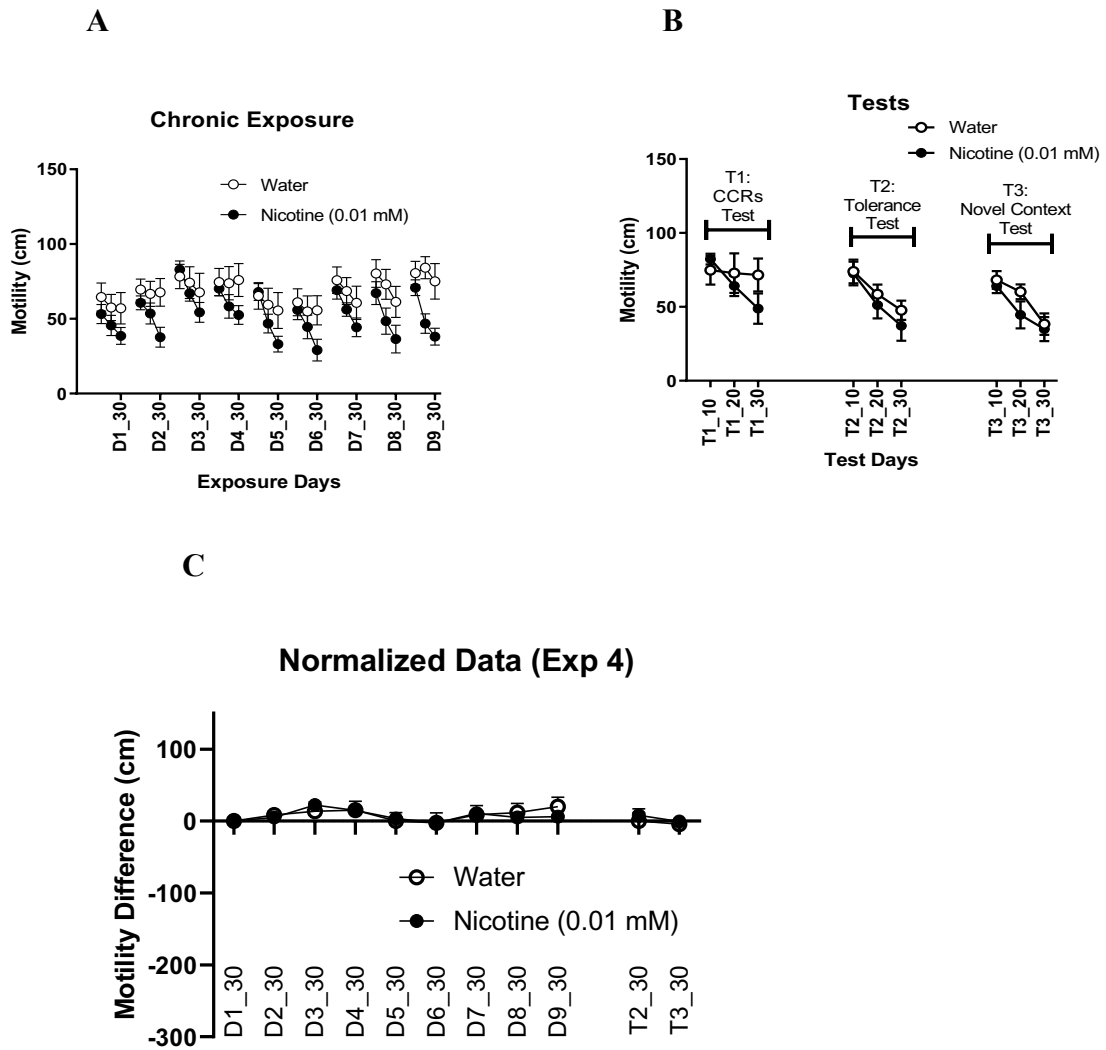 A
Chronic Exposure
Water
Nicotine (0.01 mM)
150
100
50
0
Motility (cm)
D1_30
D2_30
D3_30
D4_30
D5_30
D6_30
D7_30
D8_30
D9_30
Exposure Days
B
Tests
Water
Nicotine (0.01 mM)
T1:
CCRs
Test
T2:
Tolerance
Test
T3:
Novel Context
Test
150
100
50
0
Motility (cm)
T1_10
T1_20
T1_30
T2_10
T2_20
T2_30
T3_10
T3_20
T3_30
Test Days
C
Normalized Data (Exp 4)
100
0
-100
-200
-300
Motility Difference (cm)
Water
Nicotine (0.01 mM)
D1_30
D2_30
D3_30
D4_30
D5_30
D6_30
D7_30
D8_30
D9_30
T2_30
T3_30